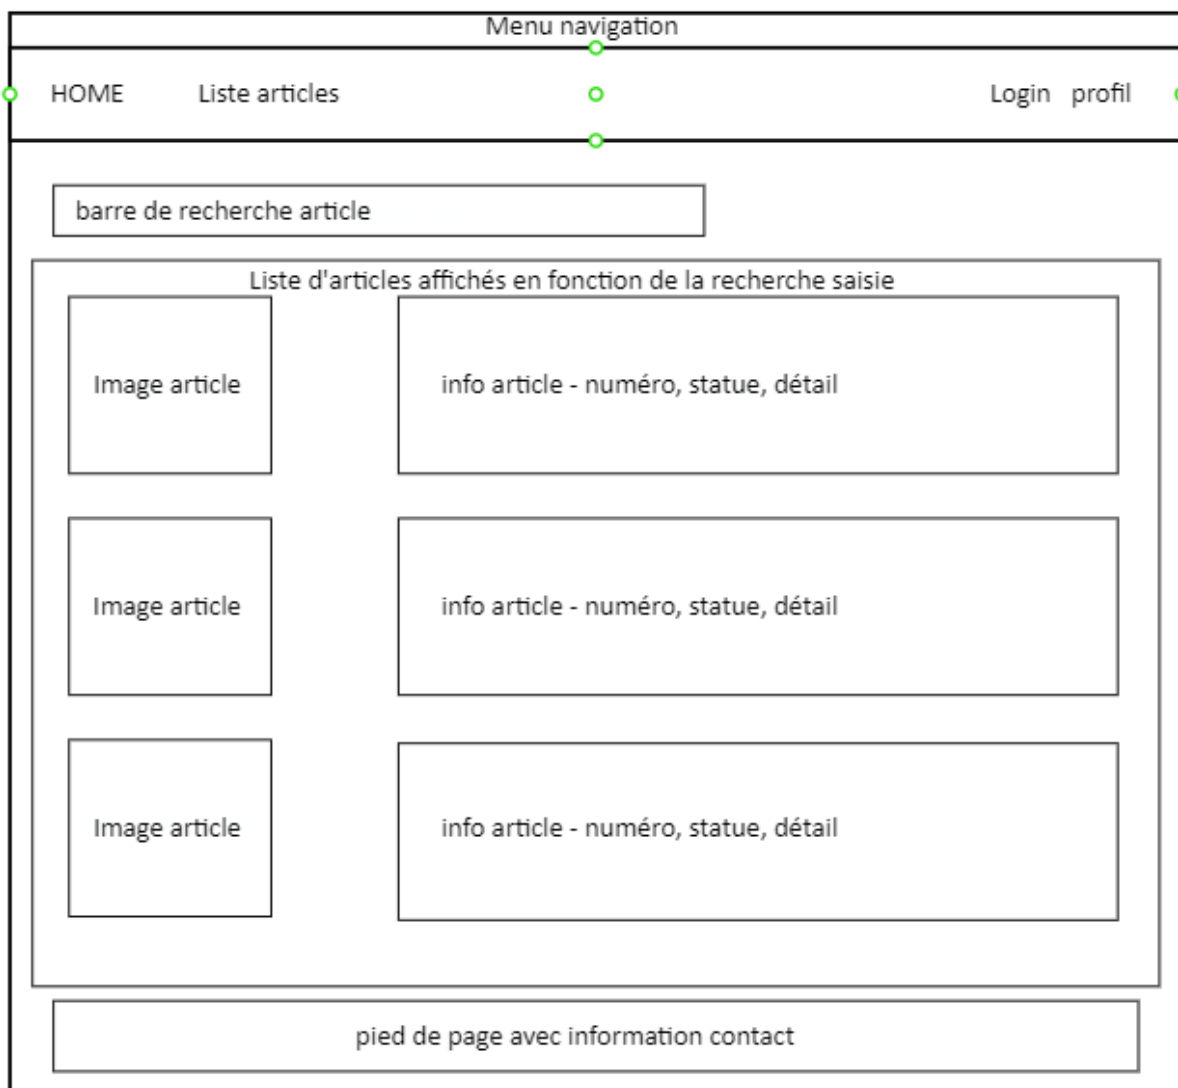 Menu navigation
HOME Liste articles Login profil
barre de recherche article
Liste d'articles affichés en fonction de la recherche saisie
Image article info article - numéro, statue, détail
Image article info article - numéro, statue, détail
Image article info article - numéro, statue, détail
pied de page avec information contact